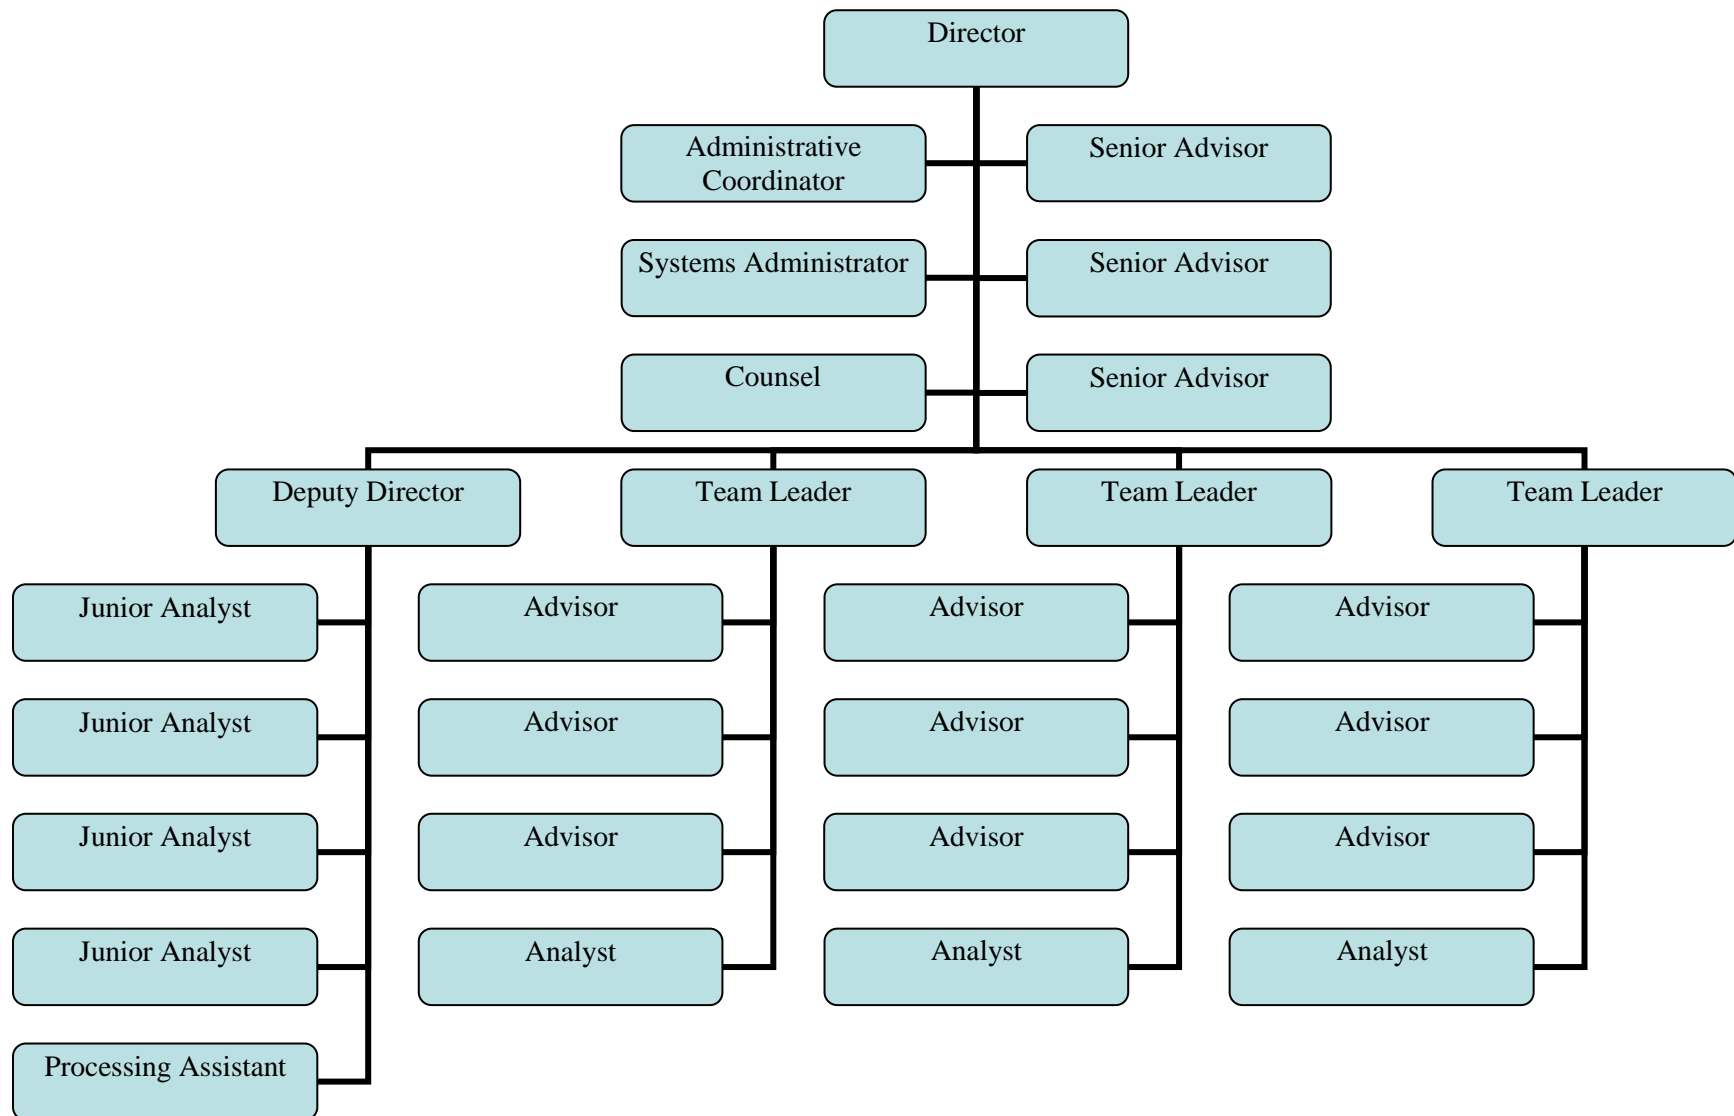 Director
Administrative
Coordinator
Senior Advisor
Systems Administrator
Senior Advisor
Counsel
Senior Advisor
Deputy Director
Team Leader
Team Leader
Team Leader
Junior Analyst
Advisor
Advisor
Advisor
Junior Analyst
Advisor
Advisor
Advisor
Junior Analyst
Advisor
Advisor
Advisor
Junior Analyst
Analyst
Analyst
Analyst
Processing Assistant